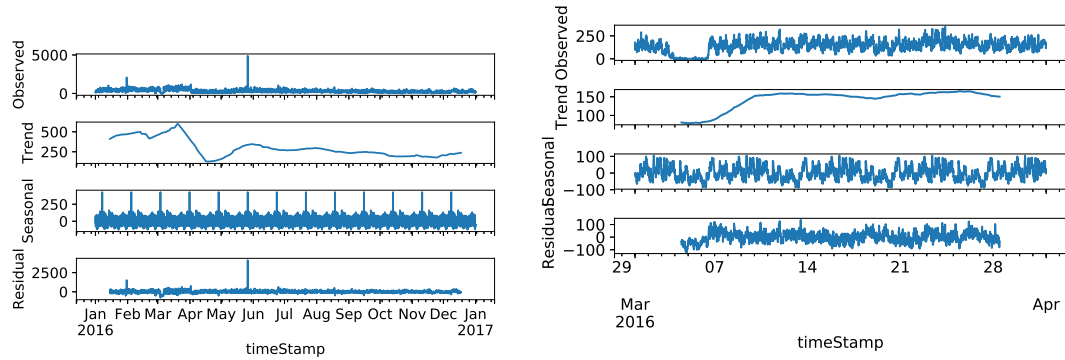 Observed
5000
0
Trend
500
250
Seasonal
250
0
Residual
2500
0
Jan Feb Mar Apr May Jun Jul Aug Sep Oct Nov Dec Jan
2016 2017
timeStamp
Observed
250
0
Trend
150
100
Seasonal
100
0
−100
Residual
100
0
−100
29 07 14 21 28
Mar Apr
2016
timeStamp